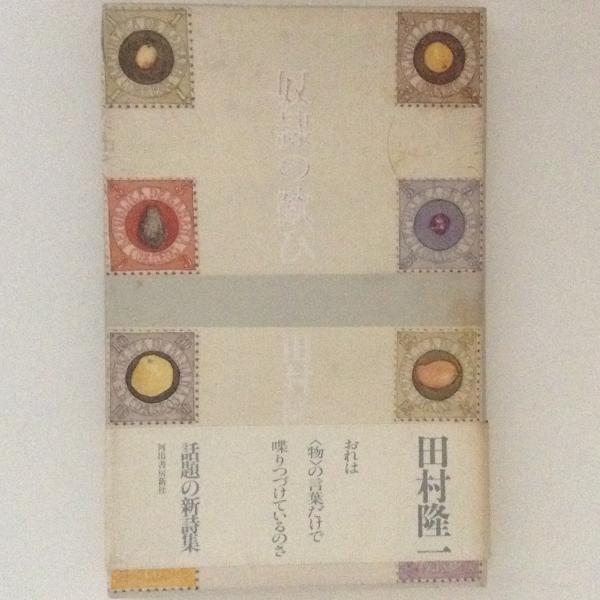 奴隷の歓び
田村
田村隆一
おれは
〈物〉の言葉だけで
喋りつづけているのさ
話題の新詩集
河出書房新社